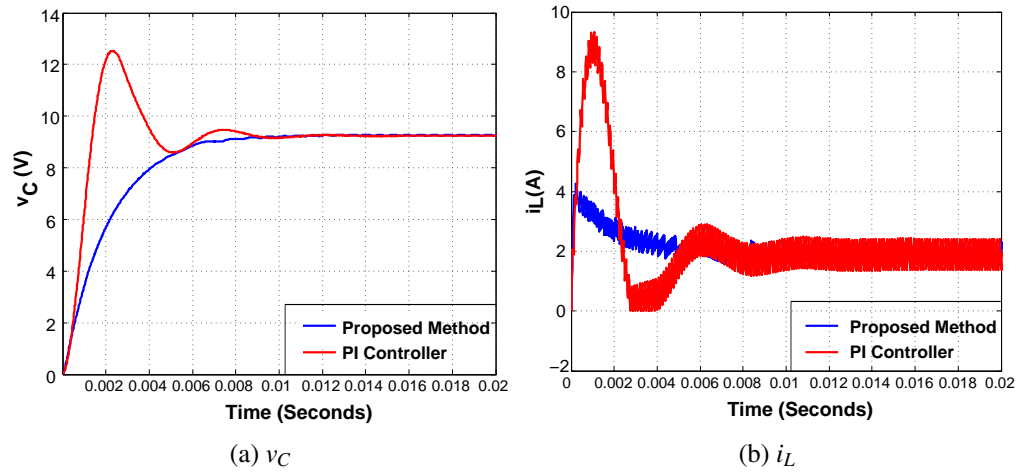 14
12
10
8
6
4
2
0
v_C (V)
0.002 0.004 0.006 0.008 0.01 0.012 0.014 0.016 0.018 0.02
Time (Seconds)
Proposed Method
PI Controller
(a) v_C
10
8
6
4
2
0
−2
i_L(A)
0 0.002 0.004 0.006 0.008 0.01 0.012 0.014 0.016 0.018 0.02
Time (Seconds)
Proposed Method
PI Controller
(b) i_L